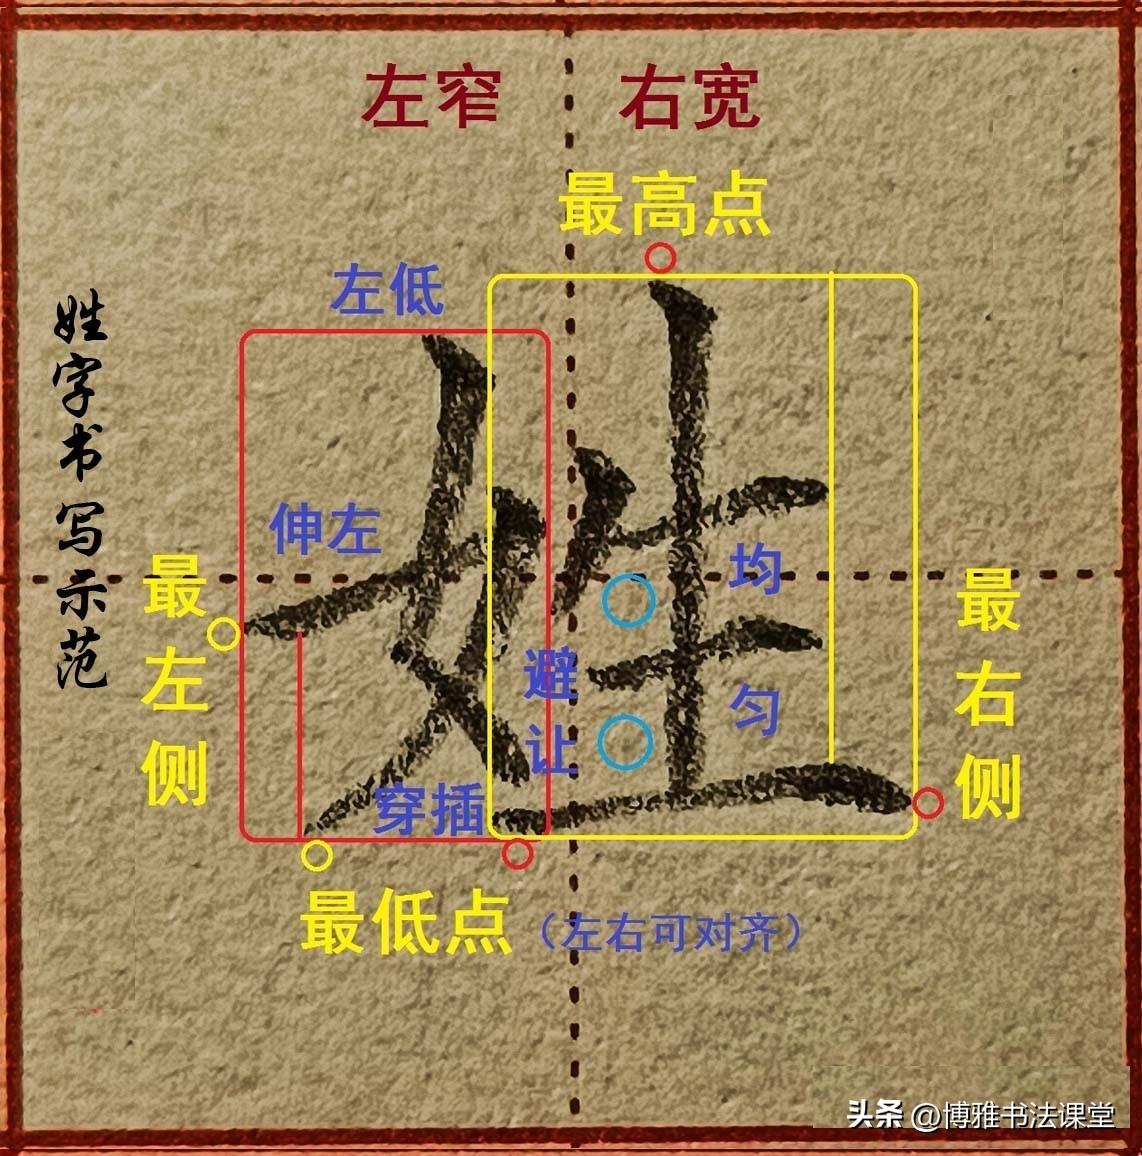 左窄 右宽
最高点
左低
姓字书写示范
姓
伸左
均匀
避让
最左侧
最右侧
穿插
最低点（左右可对齐）
头条 @博雅书法课堂